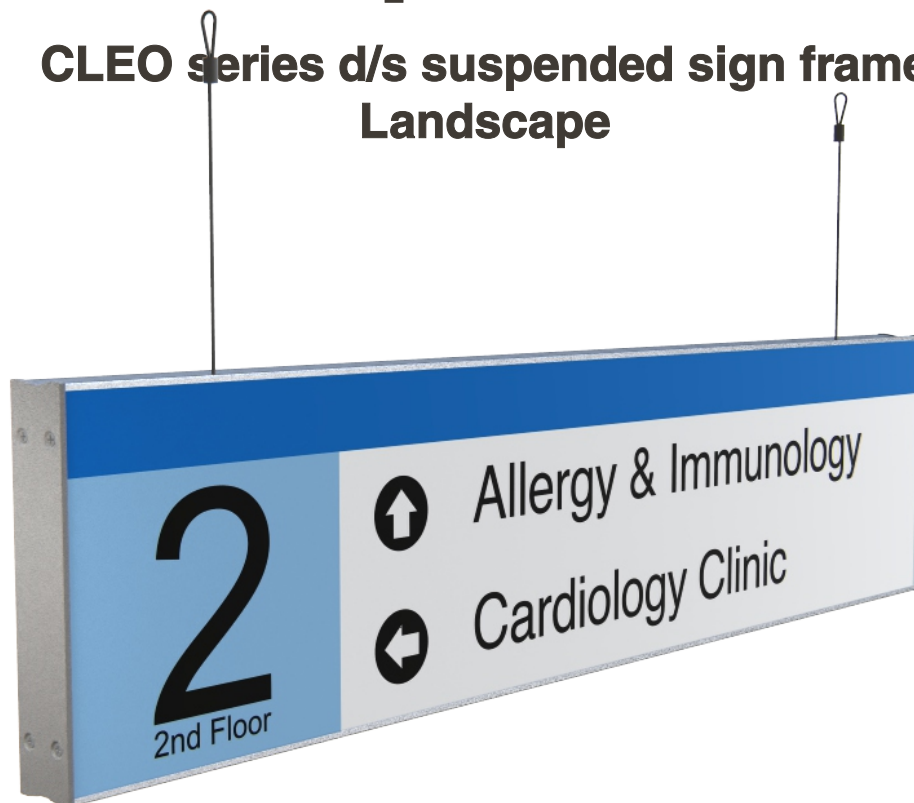 CLEO series d/s suspended sign frame
Landscape
Allergy & Immunology
Cardiology Clinic
2
2nd Floor